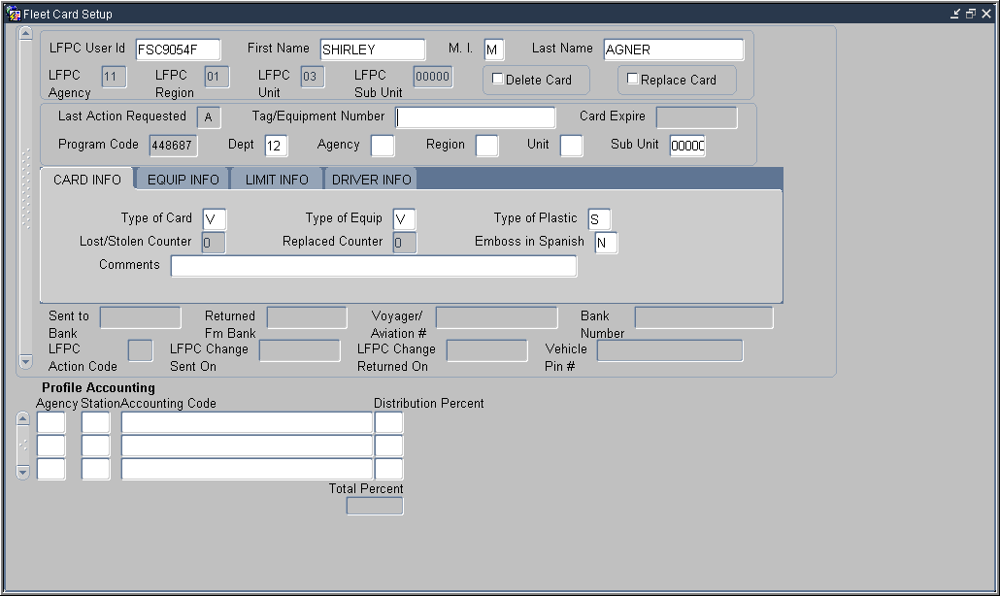 Fleet Card Setup
LFPC User Id FSC9054F First Name SHIRLEY M. I. M Last Name AGNER
LFPC Agency 11 LFPC Region 01 LFPC Unit 03 LFPC Sub Unit 00000 Delete Card Replace Card
Last Action Requested A Tag/Equipment Number Card Expire
Program Code 448687 Dept 12 Agency Region Unit Sub Unit 00000
CARD INFO EQUIP INFO LIMIT INFO DRIVER INFO
Type of Card V Type of Equip V Type of Plastic S
Lost/Stolen Counter 0 Replaced Counter 0 Emboss in Spanish N
Comments
Sent to Bank Returned Fm Bank Voyager/ Aviation # Bank Number
LFPC Action Code LFPC Change Sent On LFPC Change Returned On Vehicle Pin #
Profile Accounting
Agency Station Accounting Code Distribution Percent
Total Percent